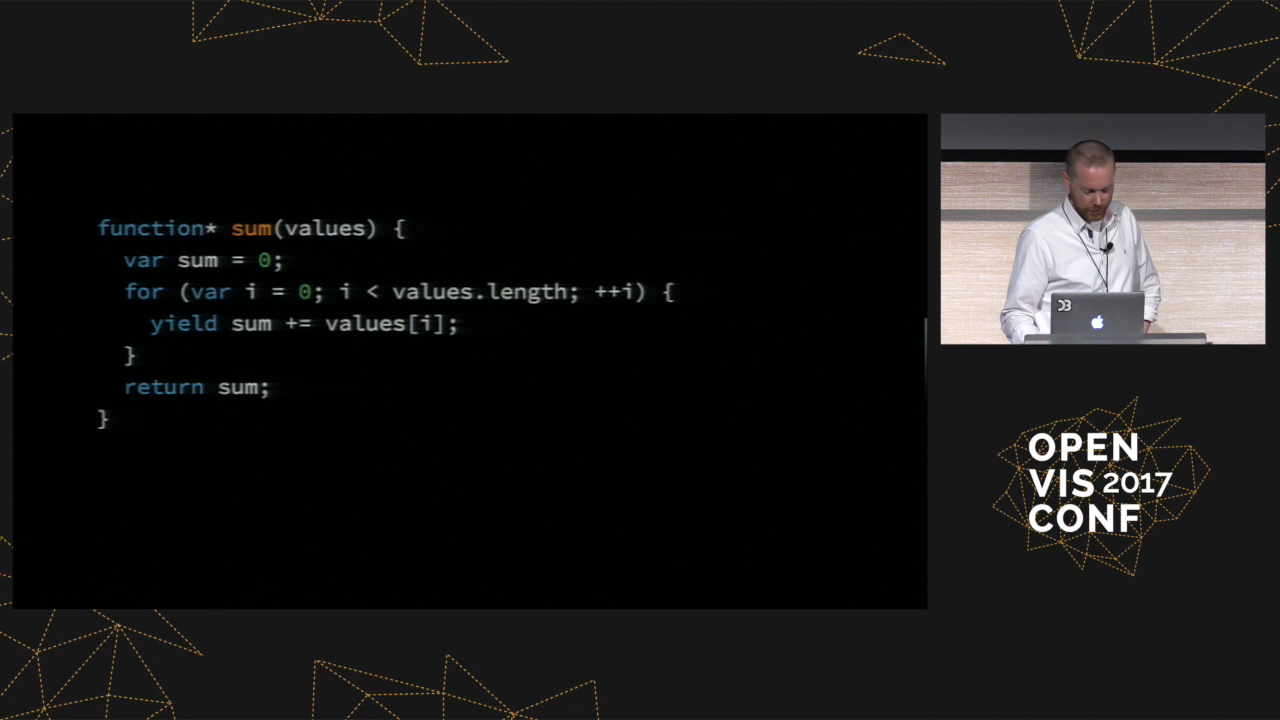 function* sum(values) {
  var sum = 0;
  for (var i = 0; i < values.length; ++i) {
    yield sum += values[i];
  }
  return sum;
}
D3
OPEN
VIS 2017
CONF